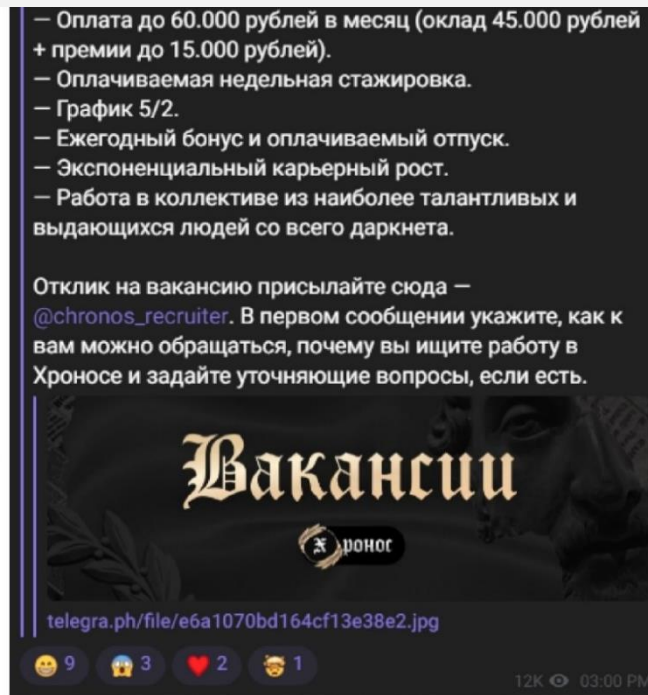 — Оплата до 60.000 рублей в месяц (оклад 45.000 рублей
+ премии до 15.000 рублей).
— Оплачиваемая недельная стажировка.
— График 5/2.
— Ежегодный бонус и оплачиваемый отпуск.
— Экспоненциальный карьерный рост.
— Работа в коллективе из наиболее талантливых и
выдающихся людей со всего даркнета.
Отклик на вакансию присылайте сюда —
@chronos_recruiter. В первом сообщении укажите, как к
вам можно обращаться, почему вы ищите работу в
Хроносе и задайте уточняющие вопросы, если есть.
Вакансии
Хронос
telegra.ph/file/e6a1070bd164cf13e38e2.jpg
9 3 2 1
12K 03:00 PM